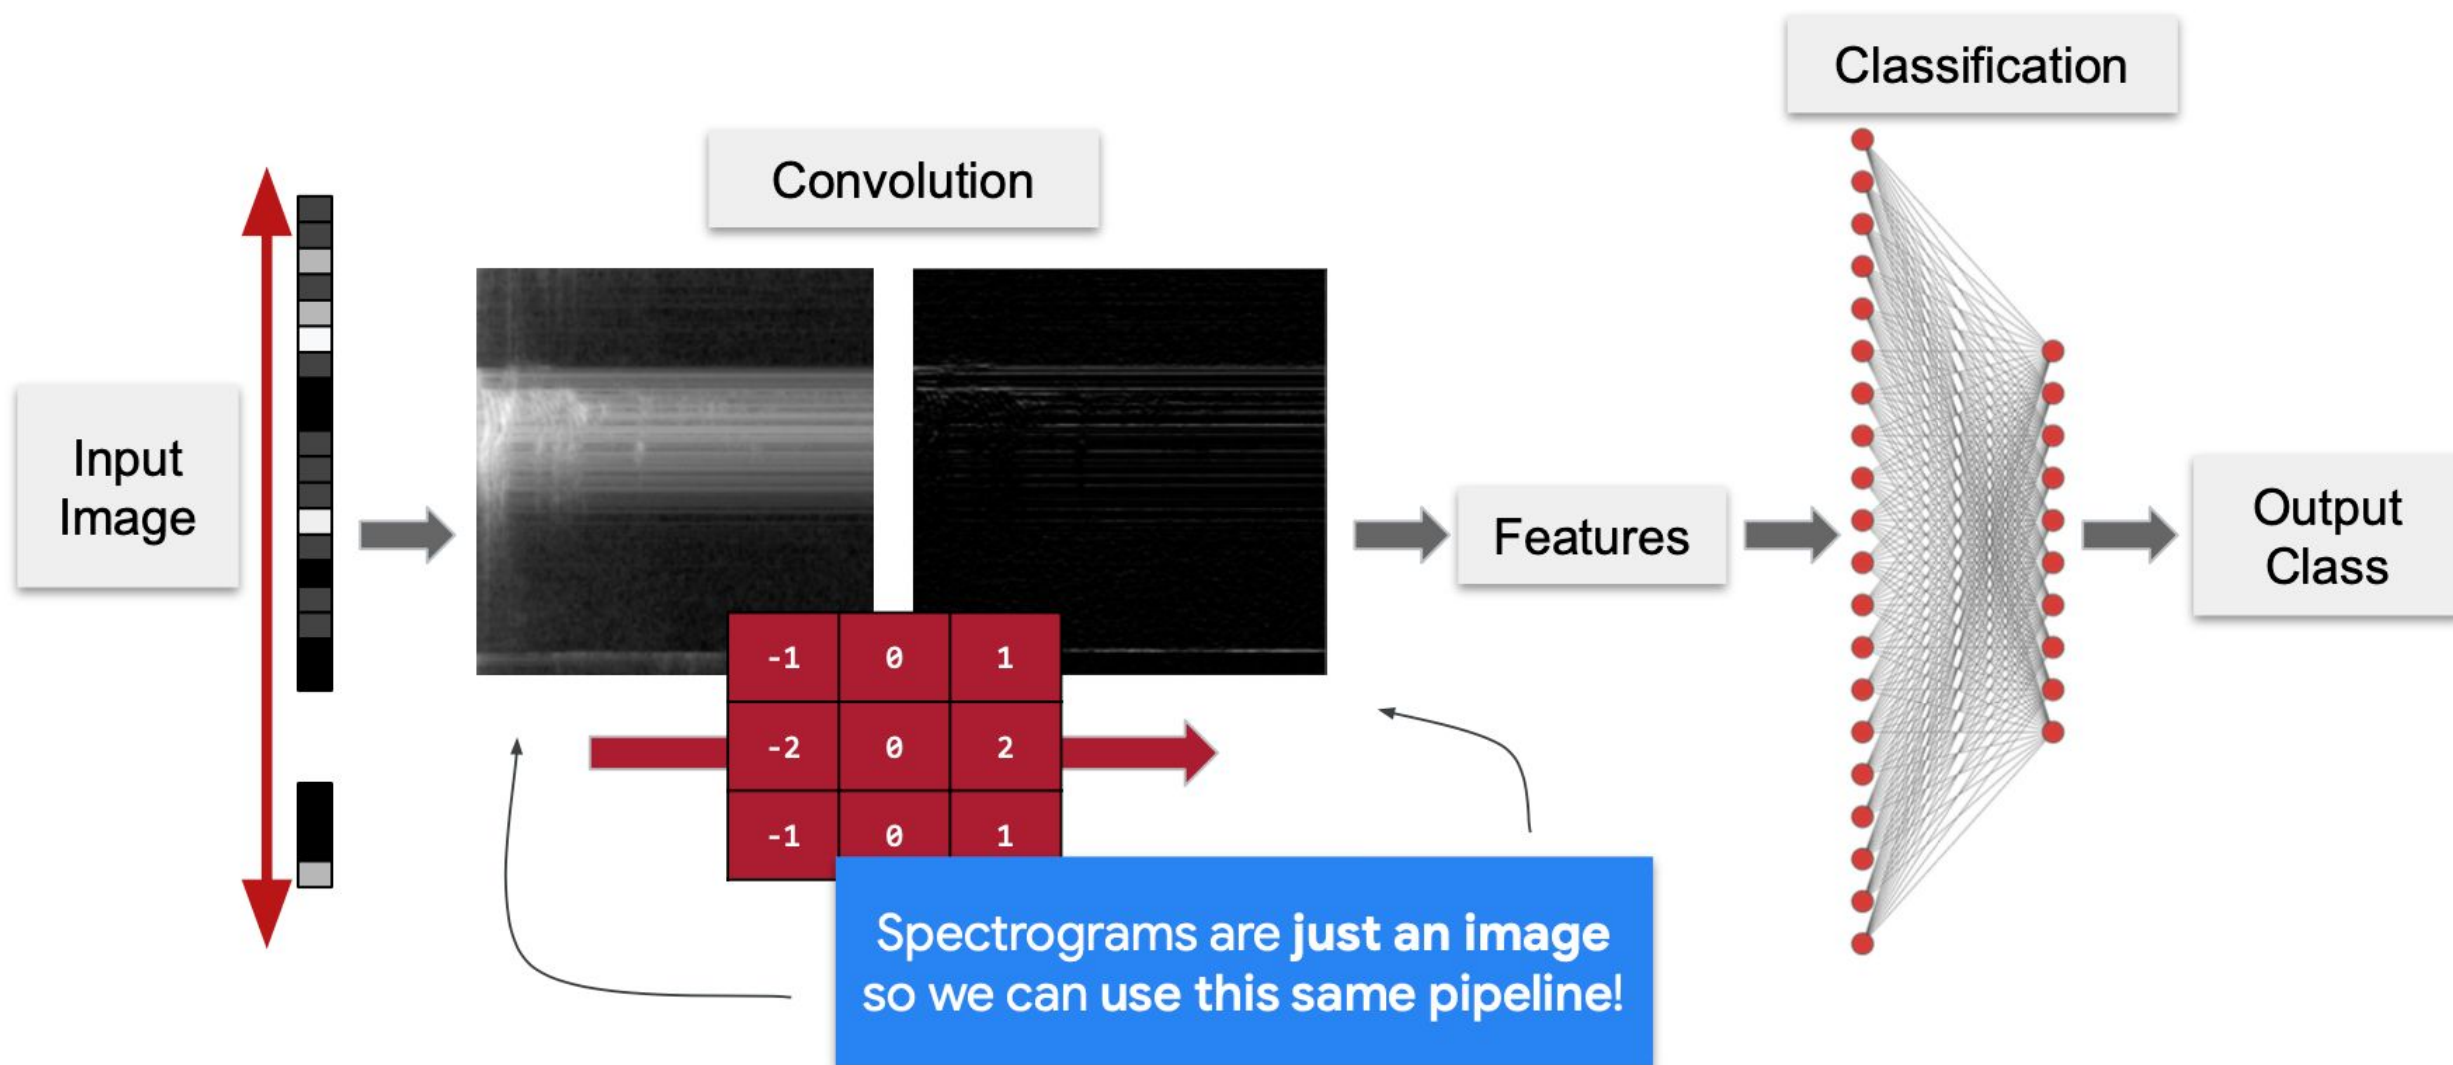 Classification
Convolution
Input
Image
-1 0 1
-2 0 2
-1 0 1
Features
Output
Class
Spectrograms are just an image
so we can use this same pipeline!